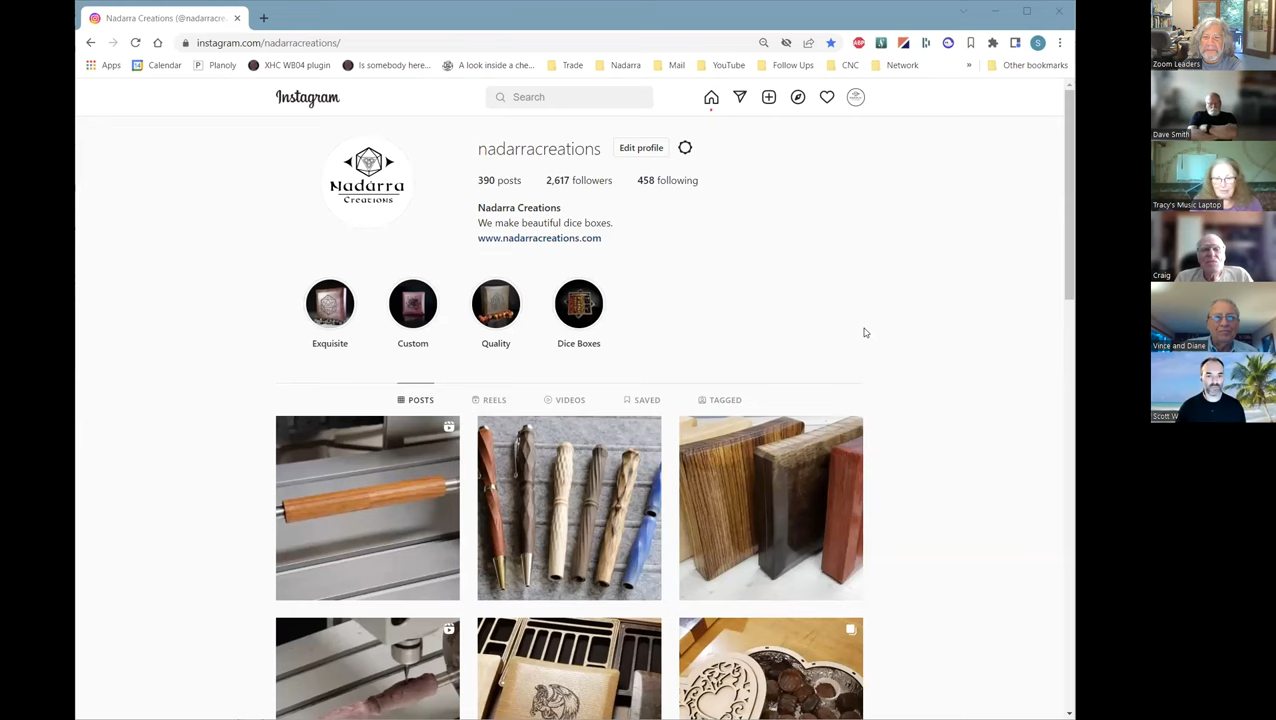 Nadarra Creations (@nadarracre
instagram.com/nadarracreations/
ABP
S
Apps
Calendar
Planoly
XHC WB04 plugin
Is somebody here...
A look inside a che...
Trade
Nadarra
Mail
YouTube
Follow Ups
CNC
Network
»
Other bookmarks
Instagram
Search
Nadarra
Creations
nadarracreations
Edit profile
390 posts
2,617 followers
458 following
Nadarra Creations
We make beautiful dice boxes.
www.nadarracreations.com
Exquisite
Custom
Quality
Dice Boxes
POSTS
REELS
VIDEOS
SAVED
TAGGED
Zoom Leaders
Dave Smith
Tracy's Music Laptop
Craig
Vince and Diane
Scott W